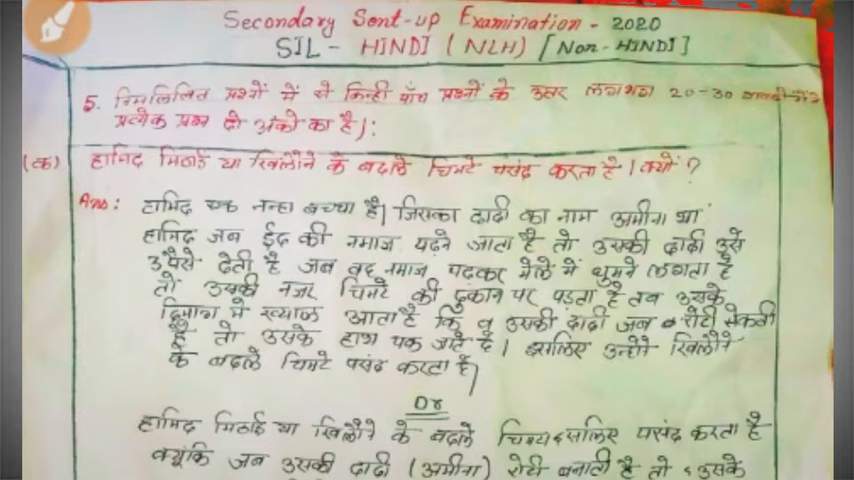 Secondary Sent-up Examination - 2020
SIL - HINDI (NLH) [Non-HINDI]
5. निम्नलिखित प्रश्नों में से किन्हीं पाँच प्रश्नों के उत्तर लगभग 20-30 शब्दों में
प्रत्येक प्रश्न दो अंको का है।:
(क) हामिद मिठाई या खिलौने के बदले चिमटे पसंद करता है। क्यों ?
Ans: हामिद एक नन्हा बच्चा है। जिसका दादी का नाम अमीना था
हामिद जब ईद की नमाज पढ़ने जाता है तो उसकी दादी उसे
3 पैसे देती है जब वह नमाज पढ़कर मेले में घुमने लगता है
तो उसकी नजर चिमटे की दुकान पर पड़ता है तब उसके
दिमाग मे ख्याल आता है कि व उसकी दादी जब रोटी सेकती
है तो उसके हाथ पक जाते है। इसलिए उन्होंने खिलौने
के बदले चिमटे पसंद करता है।
Or
हामिद मिठाई या खिलौने के बदले इसलिए पसंद करता है
क्यूंकि जब उसकी दादी (अमीना) रोटी बनाती है तो उसके